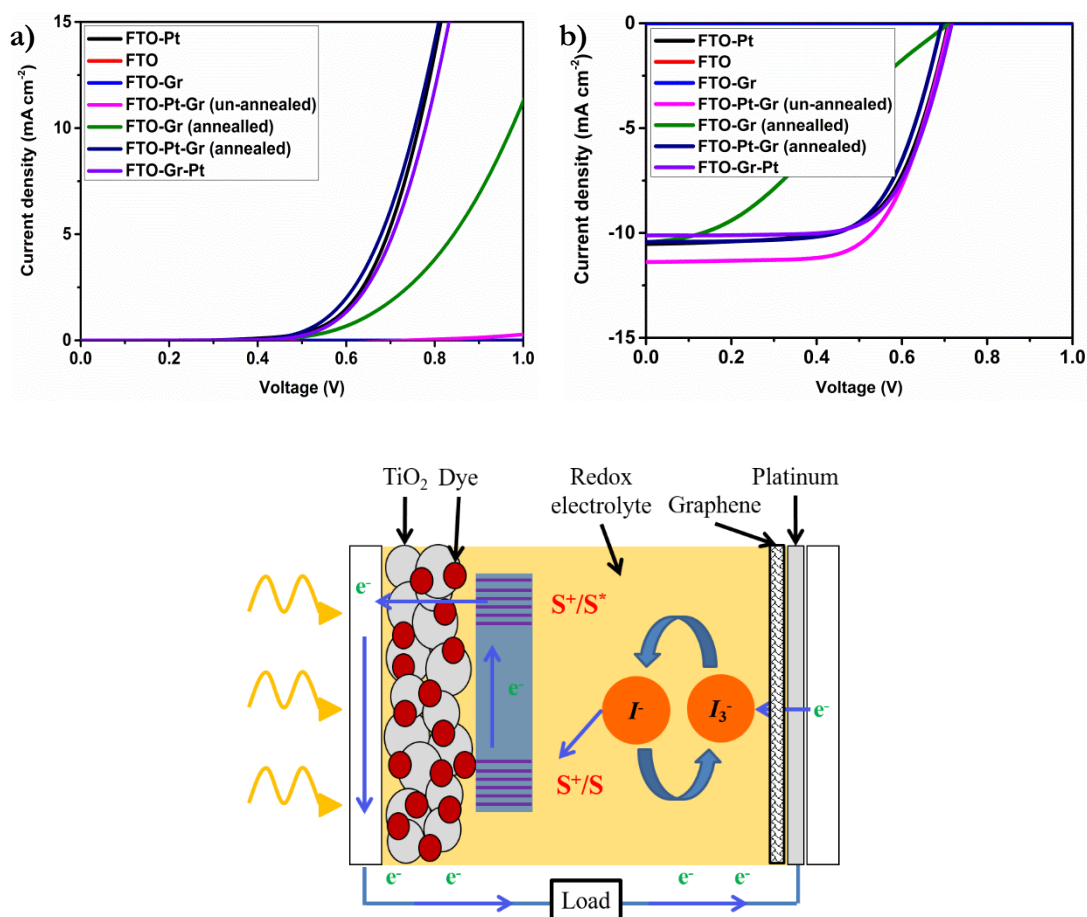 a)
15
10
5
0
Current density (mA cm⁻²)
FTO-Pt
FTO
FTO-Gr
FTO-Pt-Gr (un-annealed)
FTO-Gr (annealled)
FTO-Pt-Gr (annealed)
FTO-Gr-Pt
0.0 0.2 0.4 0.6 0.8 1.0
Voltage (V)
b)
0
-5
-10
-15
Current density (mA cm⁻²)
FTO-Pt
FTO
FTO-Gr
FTO-Pt-Gr (un-annealed)
FTO-Gr (annealled)
FTO-Pt-Gr (annealed)
FTO-Gr-Pt
0.0 0.2 0.4 0.6 0.8 1.0
Voltage (V)
TiO₂ Dye
Redox
electrolyte
Graphene
Platinum
e⁻
S⁺/S*
e⁻
I⁻
I₃⁻
e⁻
S⁺/S
e⁻ e⁻
Load
e⁻ e⁻